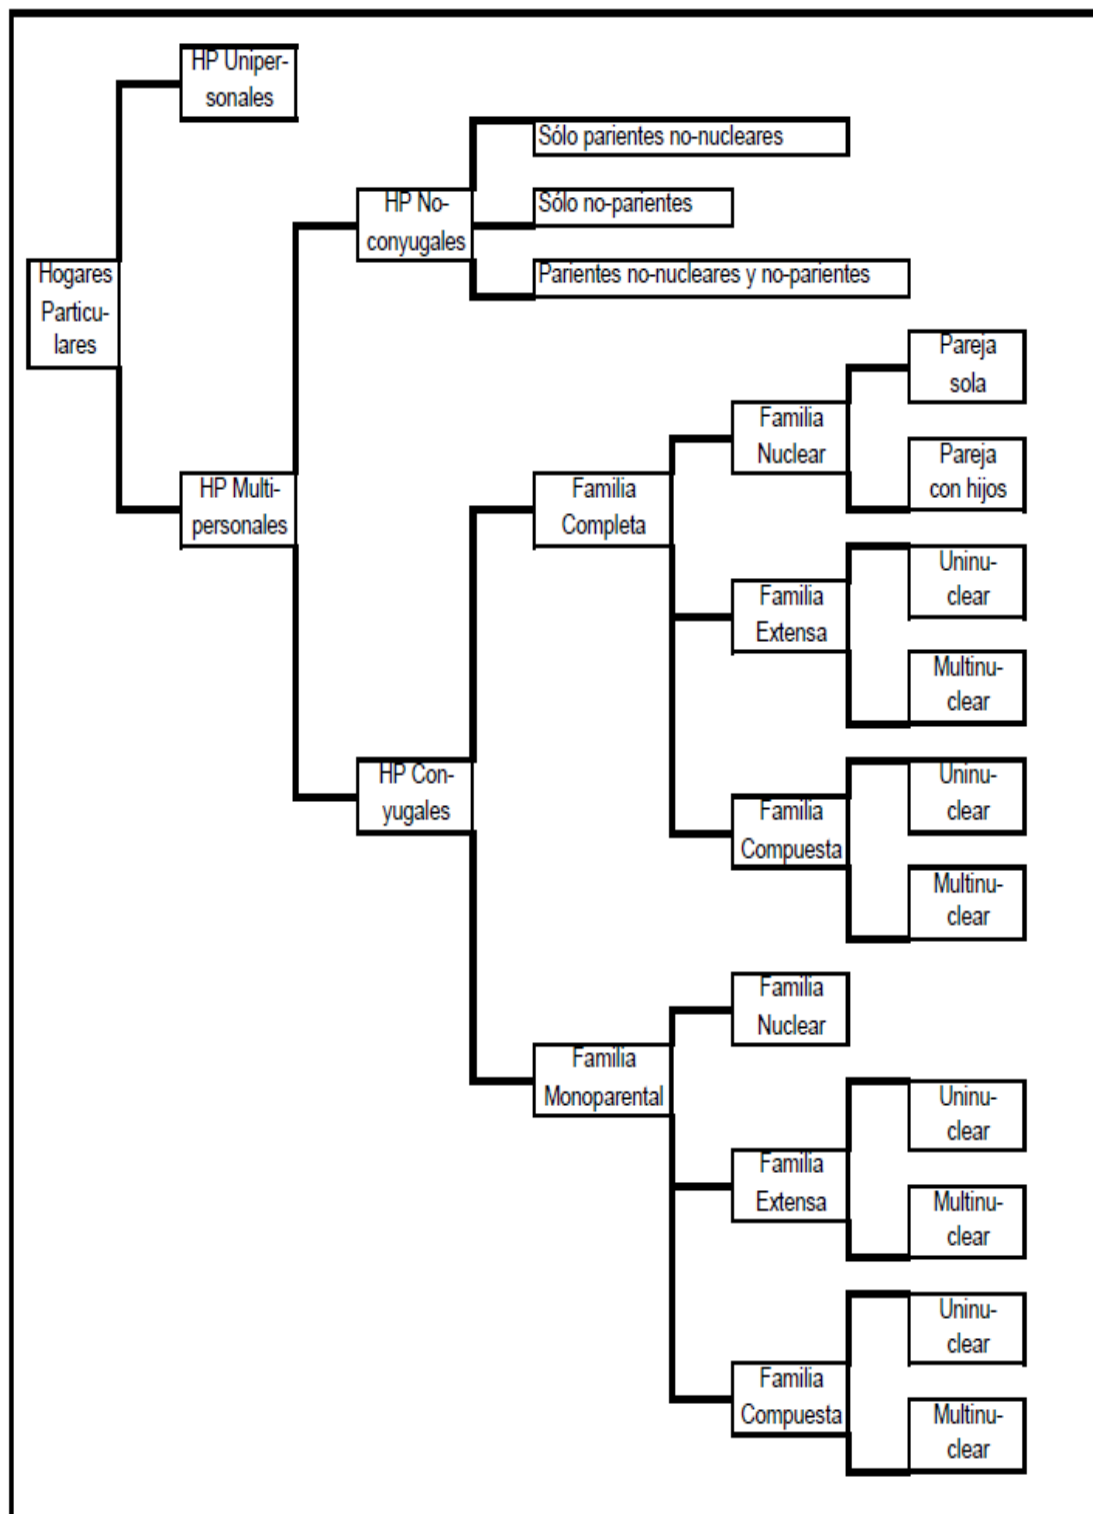 HP Uniper-
sonales
Sólo parientes no-nucleares
HP No-
conyugales
Sólo no-parientes
Parientes no-nucleares y no-parientes
Hogares
Particu-
lares
Pareja
sola
Familia
Nuclear
Pareja
con hijos
HP Multi-
personales
Familia
Completa
Uninu-
clear
Familia
Extensa
Multinu-
clear
HP Con-
yugales
Uninu-
clear
Familia
Compuesta
Multinu-
clear
Familia
Nuclear
Familia
Monoparental
Uninu-
clear
Familia
Extensa
Multinu-
clear
Uninu-
clear
Familia
Compuesta
Multinu-
clear